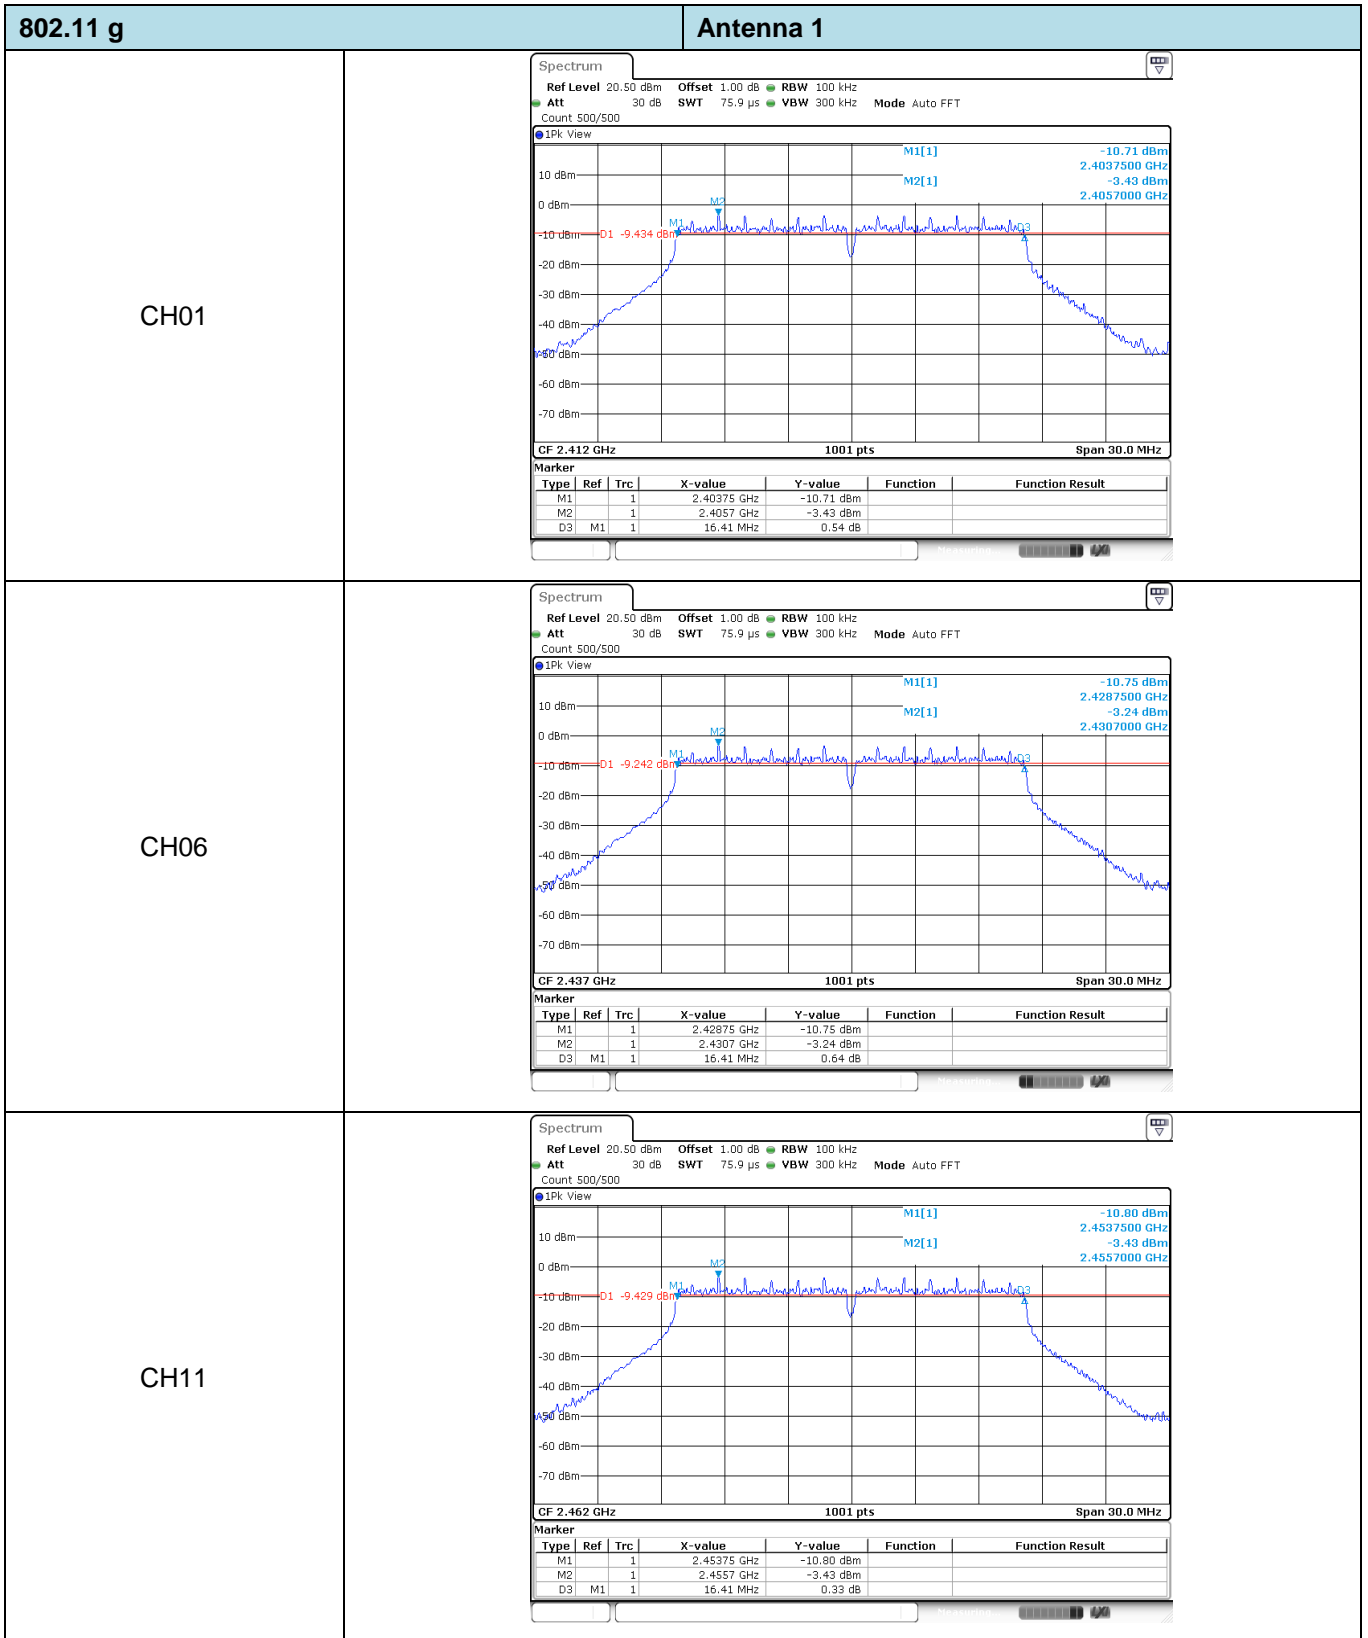 802.11 g Antenna 1
CH01
Spectrum
Ref Level 20.50 dBm Offset 1.00 dB RBW 100 kHz
Att 30 dB SWT 75.9 µs VBW 300 kHz Mode Auto FFT
Count 500/500
1Pk View
M1[1] -10.71 dBm
2.4037500 GHz
10 dBm
M2[1] -3.43 dBm
2.4057000 GHz
M2
0 dBm
M1
D3
-10 dBm
D1 -9.434 dBm
-20 dBm
-30 dBm
-40 dBm
-50 dBm
-60 dBm
-70 dBm
CF 2.412 GHz 1001 pts Span 30.0 MHz
Marker
Type Ref Trc X-value Y-value Function Function Result
M1 1 2.40375 GHz -10.71 dBm
M2 1 2.4057 GHz -3.43 dBm
D3 M1 1 16.41 MHz 0.54 dB
Measuring...
CH06
Spectrum
Ref Level 20.50 dBm Offset 1.00 dB RBW 100 kHz
Att 30 dB SWT 75.9 µs VBW 300 kHz Mode Auto FFT
Count 500/500
1Pk View
M1[1] -10.75 dBm
2.4287500 GHz
10 dBm
M2[1] -3.24 dBm
2.4307000 GHz
M2
0 dBm
M1
D3
-10 dBm
D1 -9.242 dBm
-20 dBm
-30 dBm
-40 dBm
-50 dBm
-60 dBm
-70 dBm
CF 2.437 GHz 1001 pts Span 30.0 MHz
Marker
Type Ref Trc X-value Y-value Function Function Result
M1 1 2.42875 GHz -10.75 dBm
M2 1 2.4307 GHz -3.24 dBm
D3 M1 1 16.41 MHz 0.64 dB
Measuring...
CH11
Spectrum
Ref Level 20.50 dBm Offset 1.00 dB RBW 100 kHz
Att 30 dB SWT 75.9 µs VBW 300 kHz Mode Auto FFT
Count 500/500
1Pk View
M1[1] -10.80 dBm
2.4537500 GHz
10 dBm
M2[1] -3.43 dBm
2.4557000 GHz
M2
0 dBm
M1
D3
-10 dBm
D1 -9.429 dBm
-20 dBm
-30 dBm
-40 dBm
-50 dBm
-60 dBm
-70 dBm
CF 2.462 GHz 1001 pts Span 30.0 MHz
Marker
Type Ref Trc X-value Y-value Function Function Result
M1 1 2.45375 GHz -10.80 dBm
M2 1 2.4557 GHz -3.43 dBm
D3 M1 1 16.41 MHz 0.33 dB
Measuring...